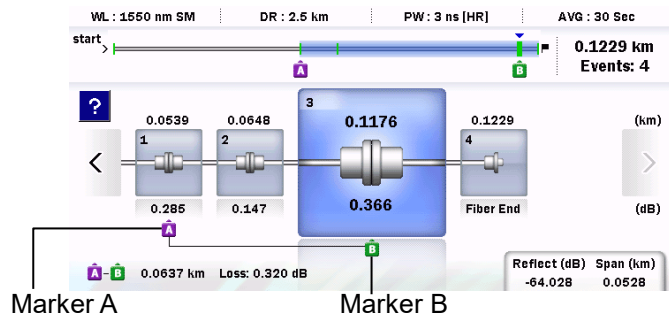 WL : 1550 nm SM DR : 2.5 km PW : 3 ns [HR] AVG : 30 Sec
start
0.1229 km
Events: 4
A B
?
0.0539 0.0648 0.1176 0.1229 (km)
1 2 3 4
0.285 0.147 0.366 Fiber End (dB)
A
B
A - B 0.0637 km Loss: 0.320 dB
Reflect (dB) Span (km)
-64.028 0.0528
Marker A Marker B